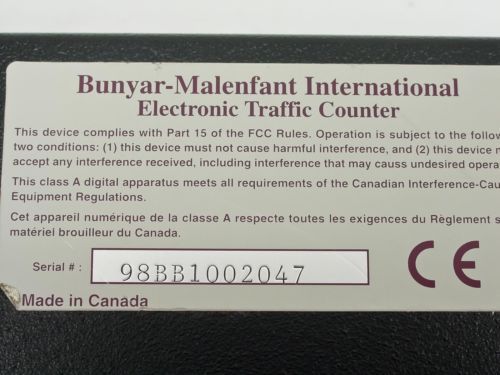 Bunyar-Malenfant International
Electronic Traffic Counter
This device complies with Part 15 of the FCC Rules. Operation is subject to the
two conditions: (1) this device must not cause harmful interference, and (2) this device
accept any interference received, including interference that may causs undesired
This class A digital apparatus meets all requirements of the Canadian
Equipment Regulations.
Cet appareil numérique de la classe A respecte toutes les exigences du Règlement
matériel brouilleur du Canada.
Serial # : 98BB1002047
CE
Made in Canada